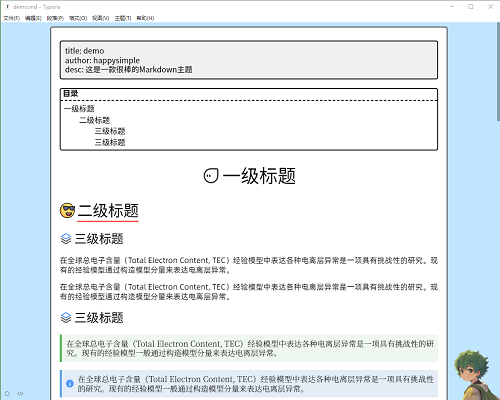 demo.md - Typora
文件(F) 编辑(E) 段落(P) 格式(O) 视图(V) 主题(T) 帮助(H)
title: demo
author: happysimple
desc: 这是一款很棒的Markdown主题
目录
一级标题
二级标题
三级标题
三级标题
一级标题
二级标题
三级标题
在全球总电子含量（Total Electron Content, TEC）经验模型中表达各种电离层异常是一项具有挑战性的研究。现
有的经验模型通过构造模型分量来表达电离层异常。
在全球总电子含量（Total Electron Content, TEC）经验模型中表达各种电离层异常是一项具有挑战性的研究。现
有的经验模型通过构造模型分量来表达电离层异常。
三级标题
在全球总电子含量（Total Electron Content, TEC）经验模型中表达各种电离层异常是一项具有挑战性的研
究。现有的经验模型一般通过构造模型分量来表达电离层异常。
在全球总电子含量（Total Electron Content, TEC）经验模型中表达各种电离层异常是一项具有挑战性
的研究。现有的经验模型一般通过构造模型分量来表达电离层异常。